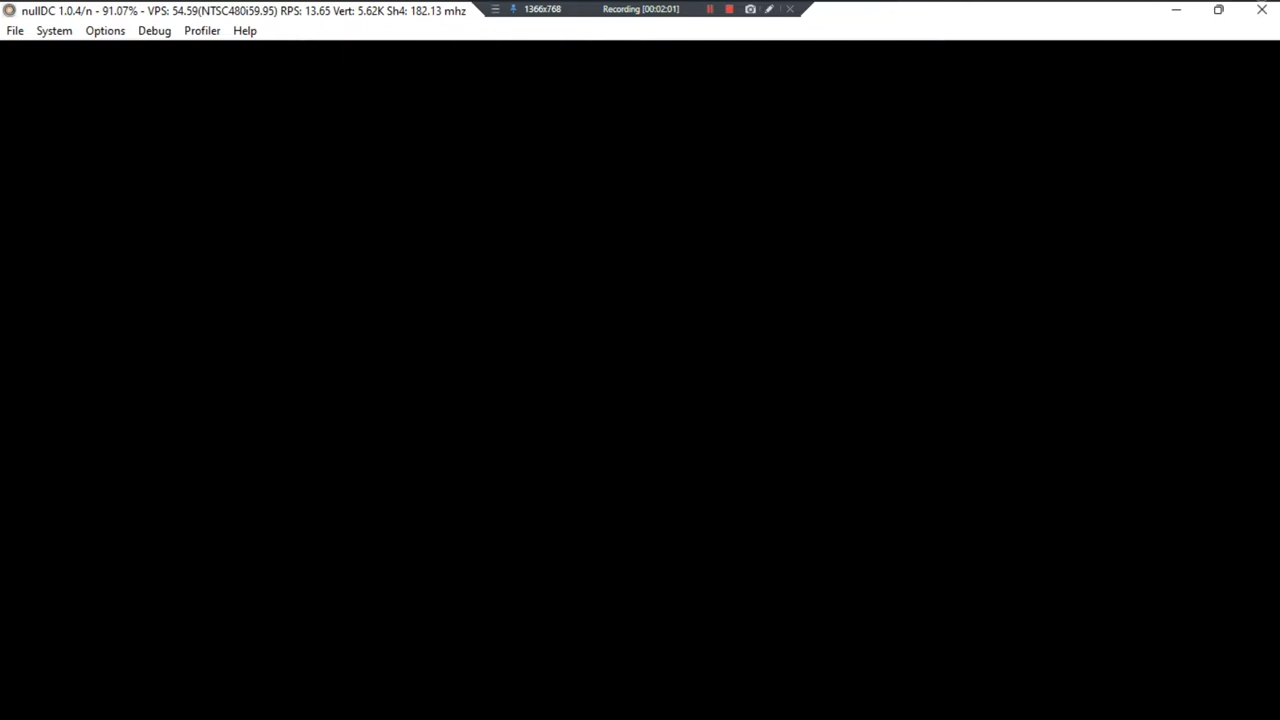 nullDC 1.0.4/n - 91.07% - VPS: 54.59(NTSC480i59.95) RPS: 13.65 Vert: 5.62K Sh4: 182.13 mhz
1366x768
Recording [00:02:01]
File System Options Debug Profiler Help